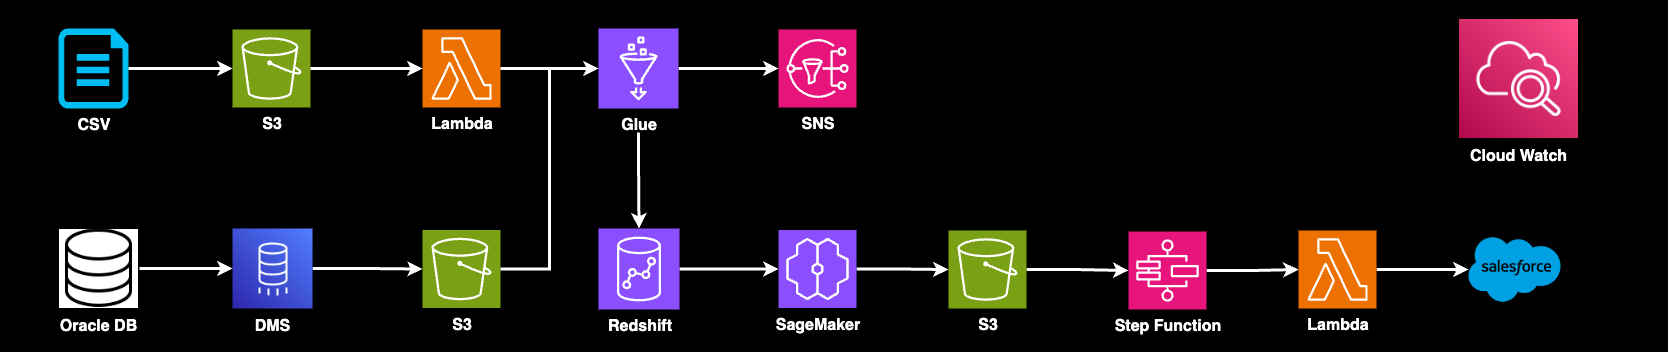 CSV
S3
Lambda
Glue
SNS
Cloud Watch
Oracle DB
DMS
S3
Redshift
SageMaker
S3
Step Function
Lambda
salesforce